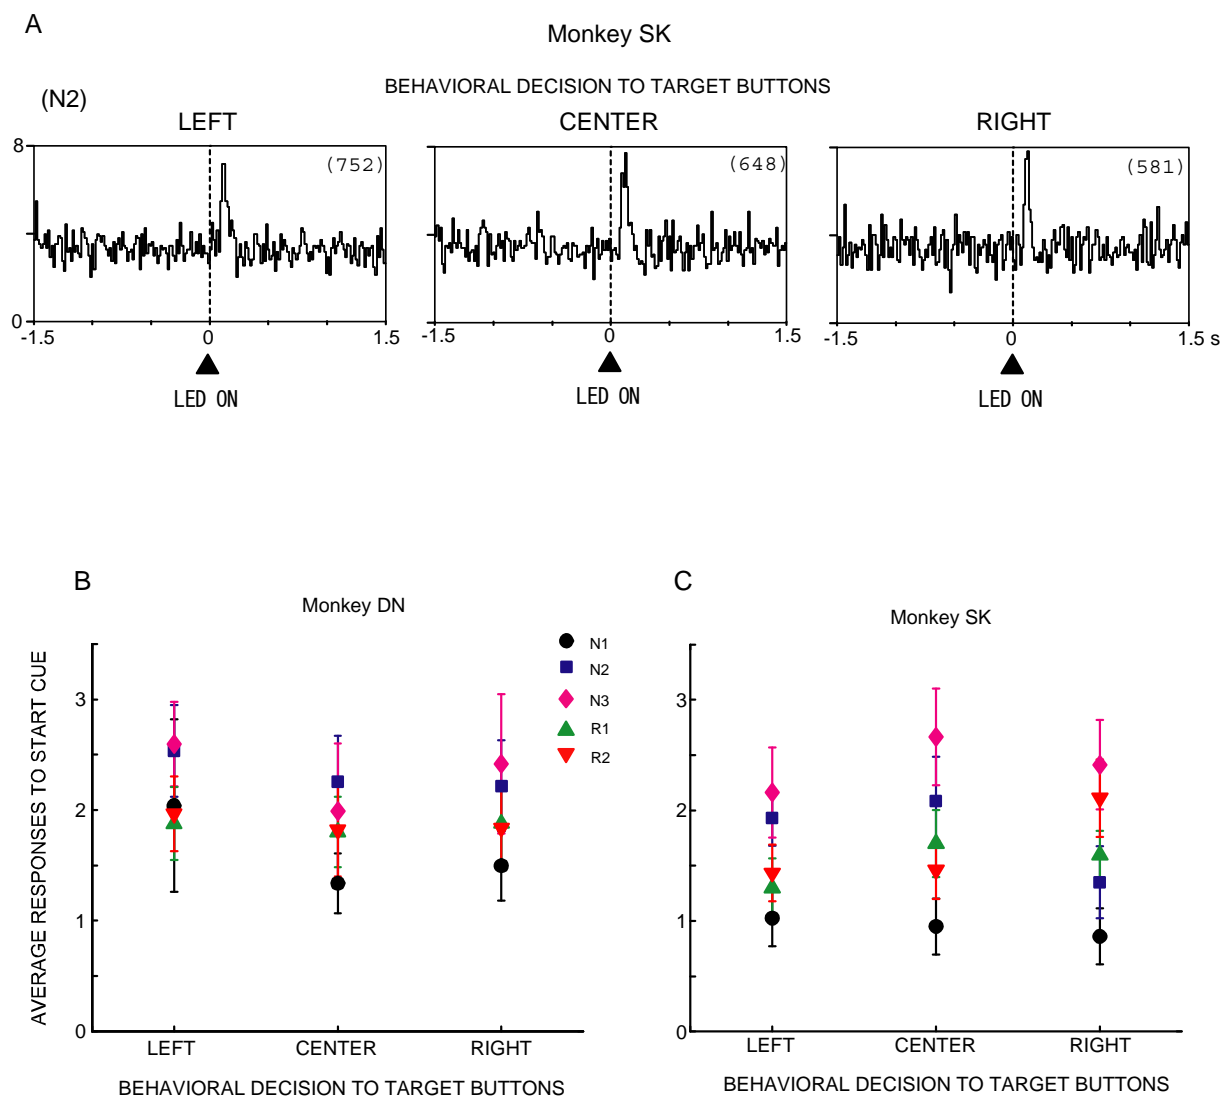 A
Monkey SK
BEHAVIORAL DECISION TO TARGET BUTTONS
(N2)
LEFT CENTER RIGHT
8
(752) (648) (581)
4
0
-1.5 0 1.5 -1.5 0 1.5 -1.5 0 1.5 s
LED ON LED ON LED ON
B
Monkey DN
AVERAGE RESPONSES TO START CUE
3
2
1
0
LEFT CENTER RIGHT
BEHAVIORAL DECISION TO TARGET BUTTONS
N1
N2
N3
R1
R2
C
Monkey SK
3
2
1
0
LEFT CENTER RIGHT
BEHAVIORAL DECISION TO TARGET BUTTONS